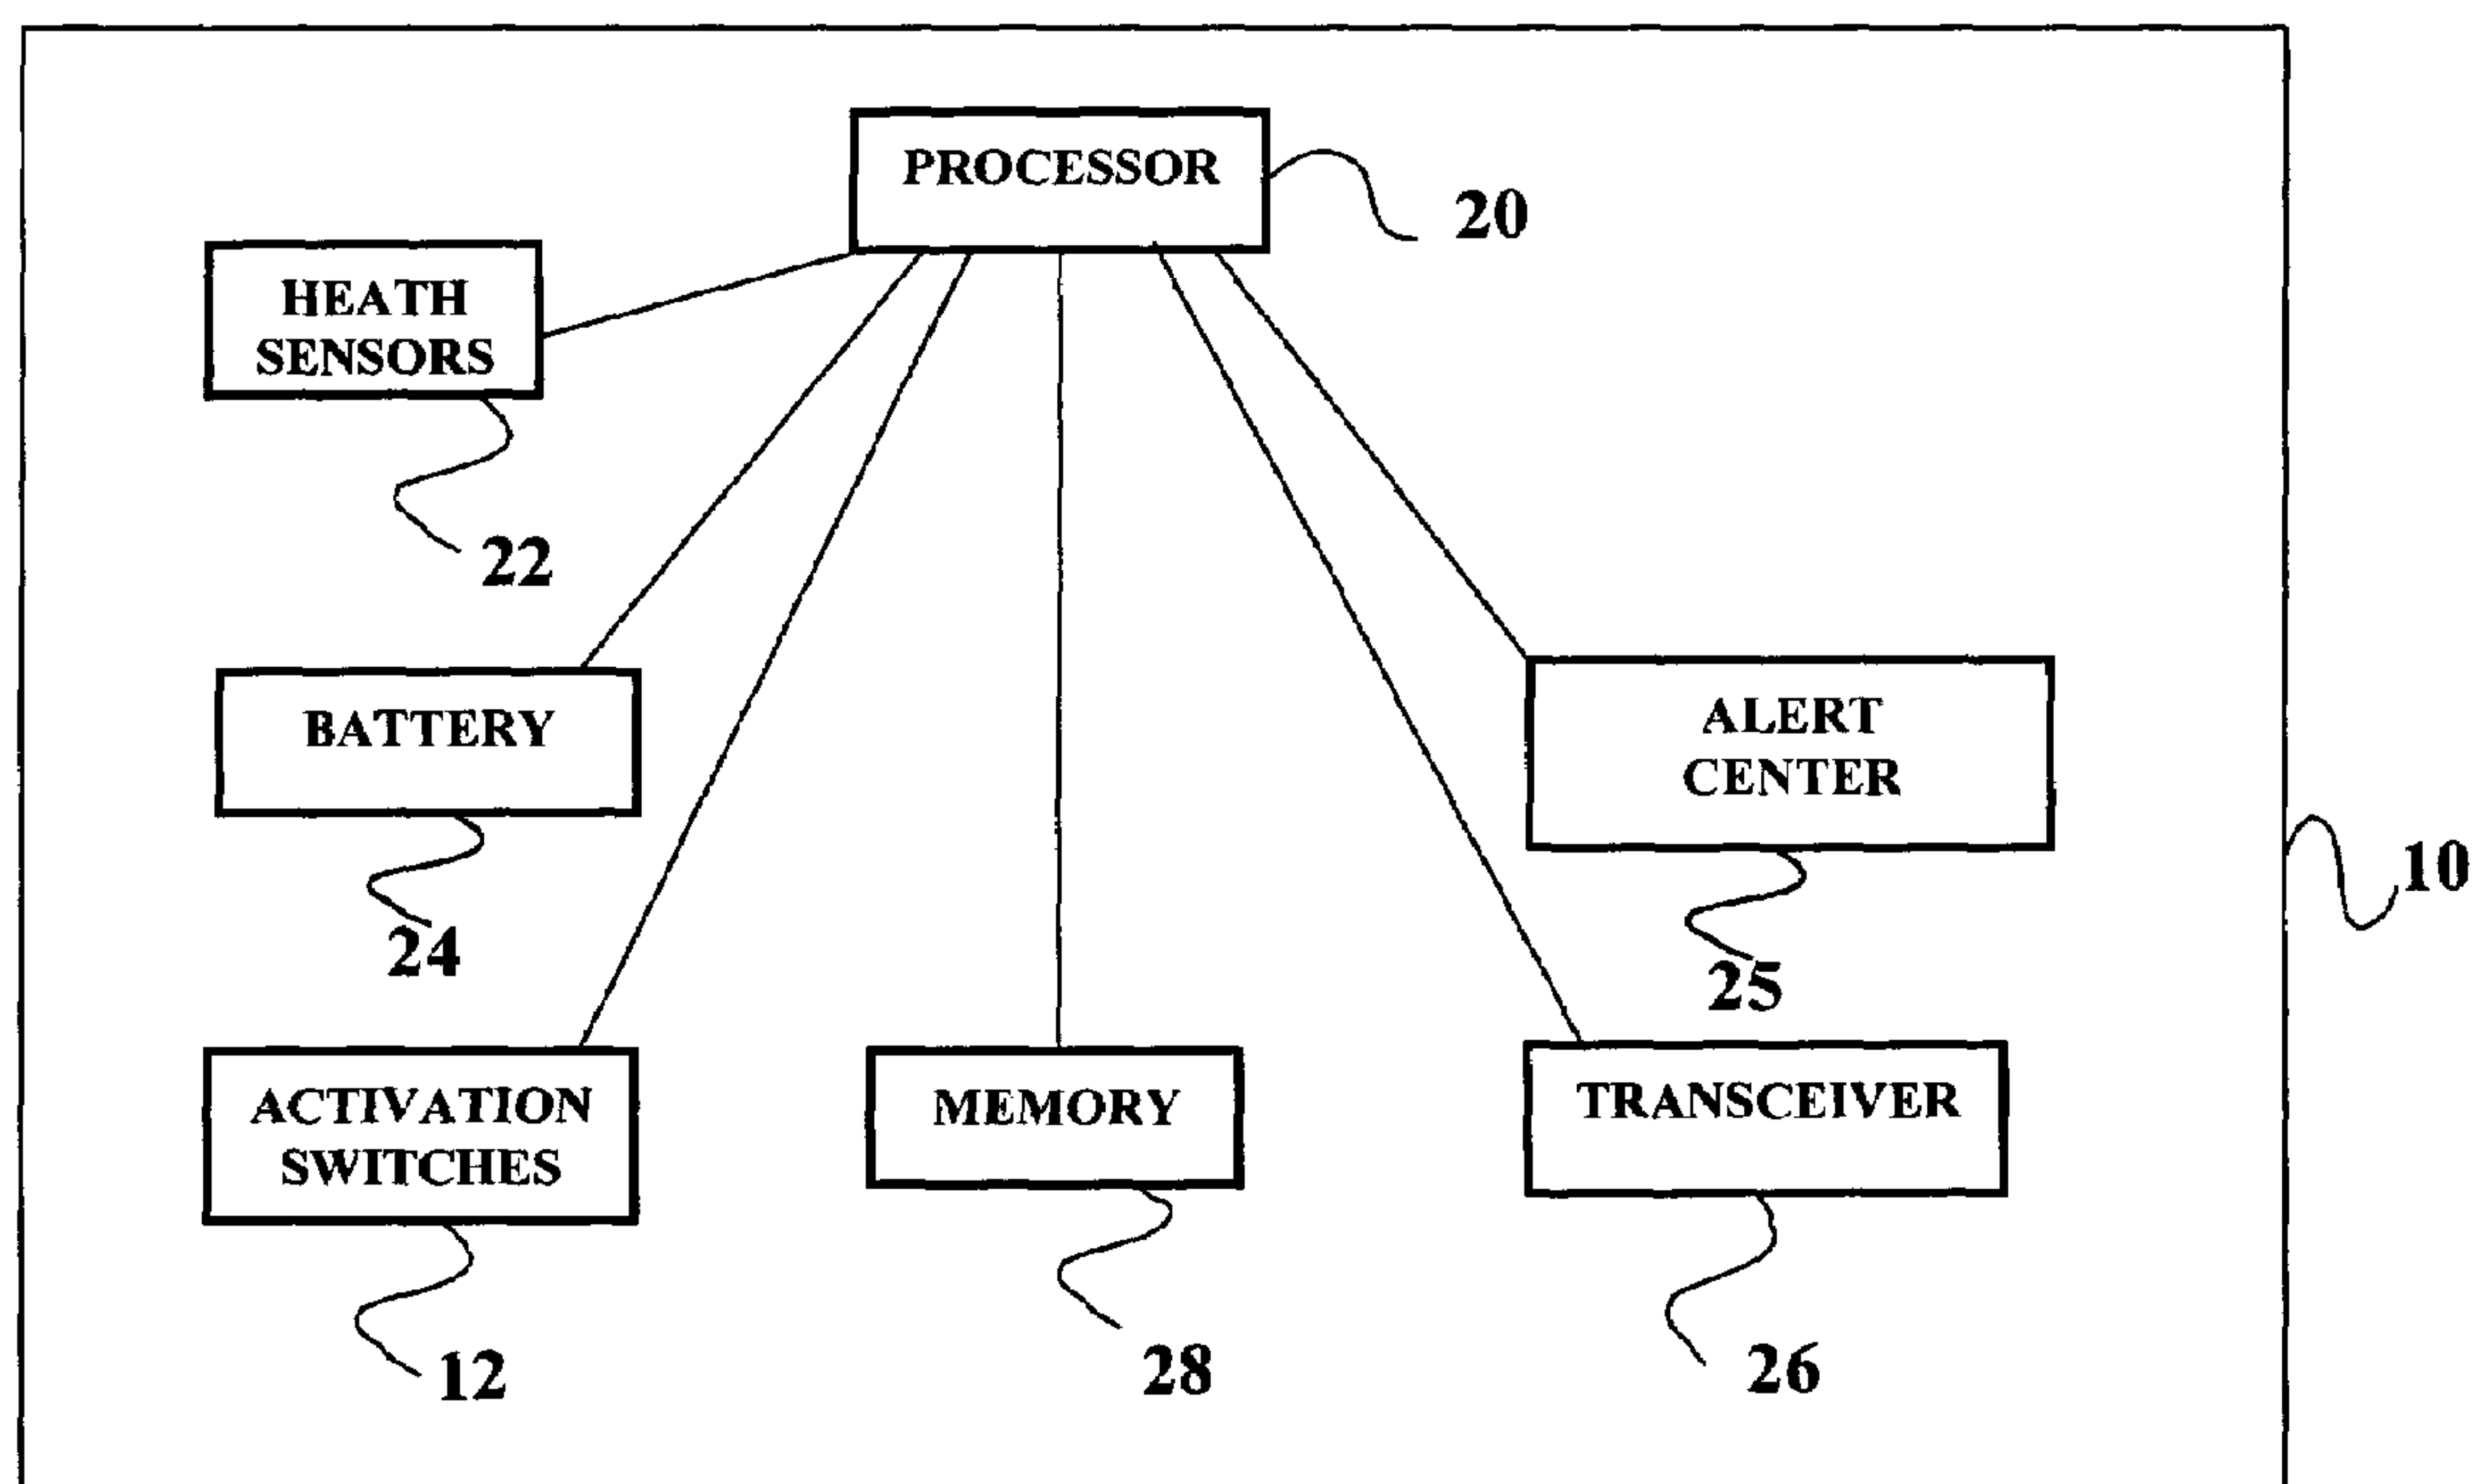 PROCESSOR
20
HEATH
SENSORS
22
BATTERY
24
ALERT
CENTER
25
10
ACTIVATION
SWITCHES
12
MEMORY
28
TRANSCEIVER
26